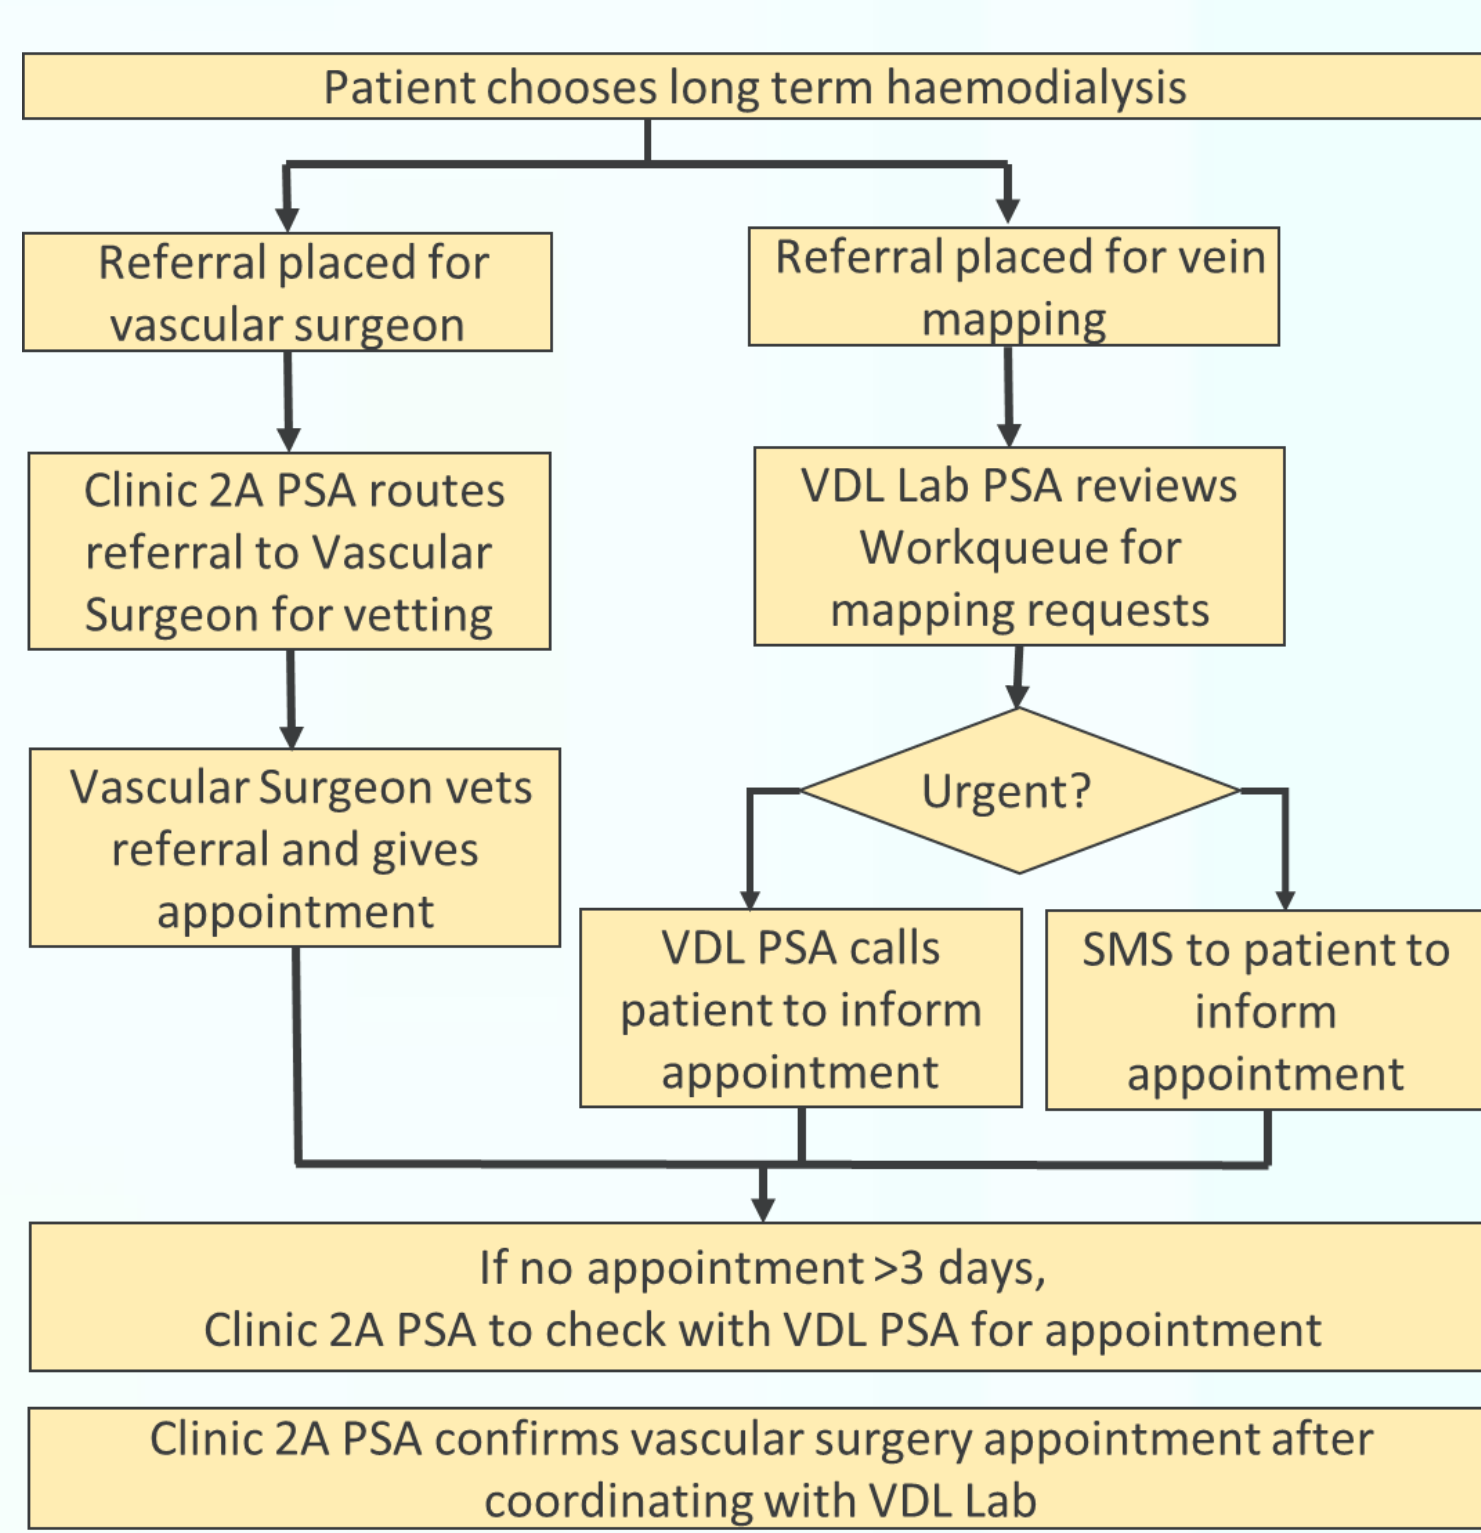 Patient chooses long term haemodialysis
Referral placed for
vascular surgeon
Referral placed for vein
mapping
Clinic 2A PSA routes
referral to Vascular
Surgeon for vetting
VDL Lab PSA reviews
Workqueue for
mapping requests
Vascular Surgeon vets
referral and gives
appointment
Urgent?
VDL PSA calls
patient to inform
appointment
SMS to patient to
inform
appointment
If no appointment >3 days,
Clinic 2A PSA to check with VDL PSA for appointment
Clinic 2A PSA confirms vascular surgery appointment after
coordinating with VDL Lab